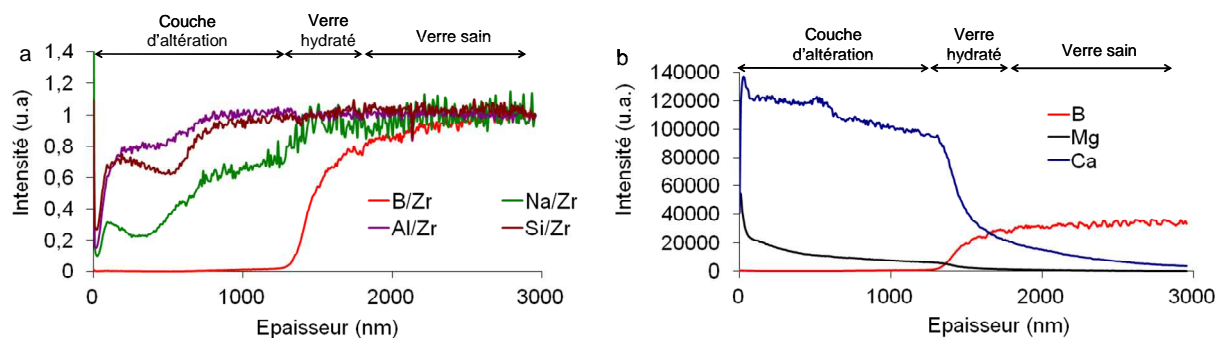 a
Couche
d'altération
Verre
hydraté
Verre sain
1,4
1,2
1
0,8
0,6
0,4
0,2
0
Intensité (u.a)
B/Zr
Na/Zr
Al/Zr
Si/Zr
0
1000
2000
3000
Epaisseur (nm)
b
Couche
d'altération
Verre
hydraté
Verre sain
140000
120000
100000
80000
60000
40000
20000
0
Intensité (u.a.)
B
Mg
Ca
0
1000
2000
3000
Epaisseur (nm)